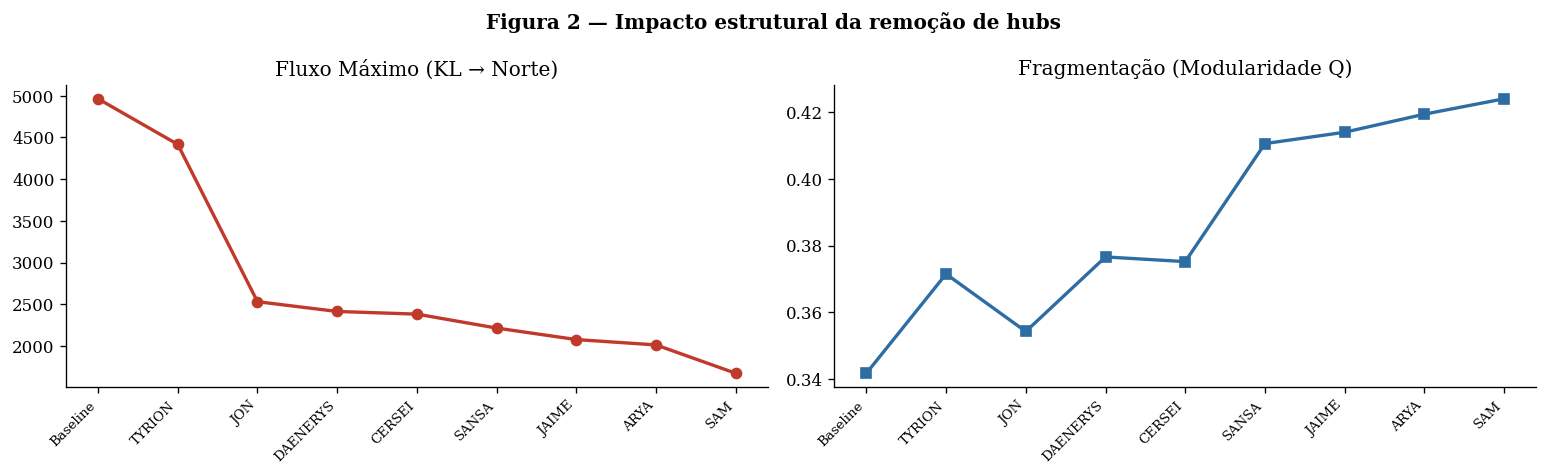 Figura 2 — Impacto estrutural da remoção de hubs
Fluxo Máximo (KL → Norte)
5000
4500
4000
3500
3000
2500
2000
Baseline
TYRION
JON
DAENERYS
CERSEI
SANSA
JAIME
ARYA
SAM
Fragmentação (Modularidade Q)
0.42
0.40
0.38
0.36
0.34
Baseline
TYRION
JON
DAENERYS
CERSEI
SANSA
JAIME
ARYA
SAM